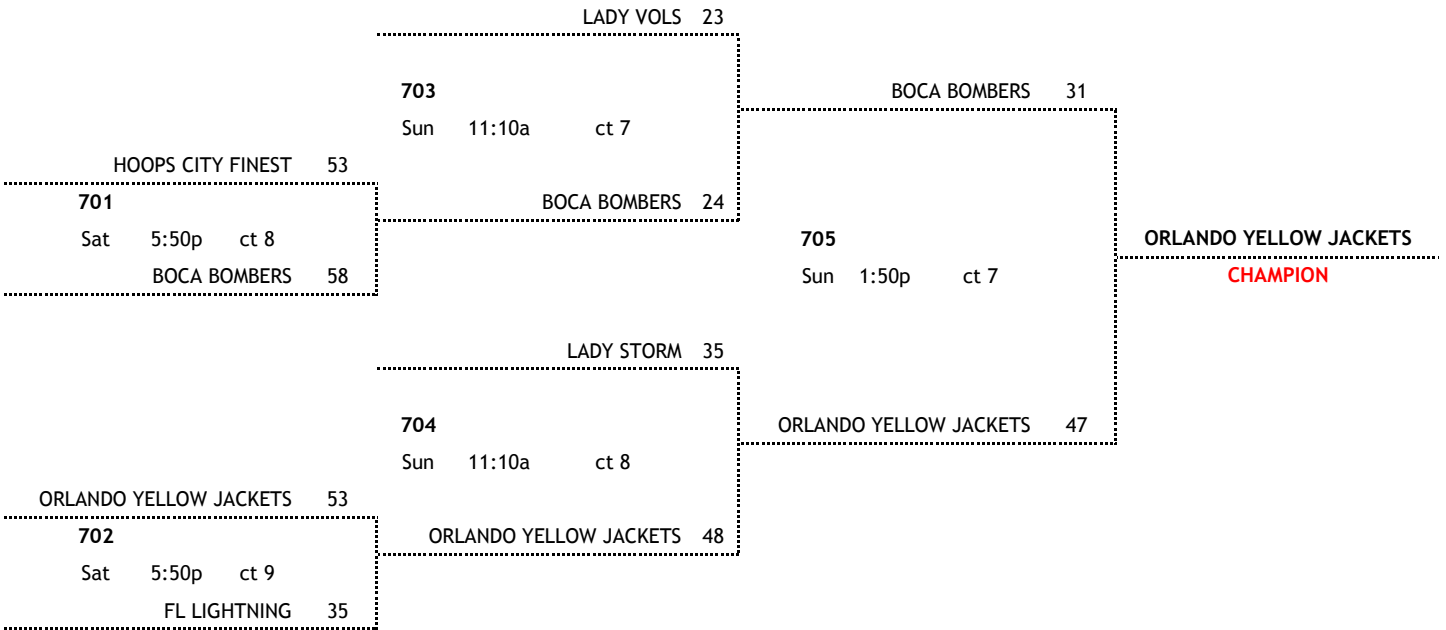 LADY VOLS 23
703 BOCA BOMBERS 31
Sun 11:10a ct 7
HOOPS CITY FINEST 53
701 BOCA BOMBERS 24
Sat 5:50p ct 8 705 ORLANDO YELLOW JACKETS
BOCA BOMBERS 58 Sun 1:50p ct 7 CHAMPION
LADY STORM 35
704 ORLANDO YELLOW JACKETS 47
Sun 11:10a ct 8
ORLANDO YELLOW JACKETS 53
702 ORLANDO YELLOW JACKETS 48
Sat 5:50p ct 9
FL LIGHTNING 35